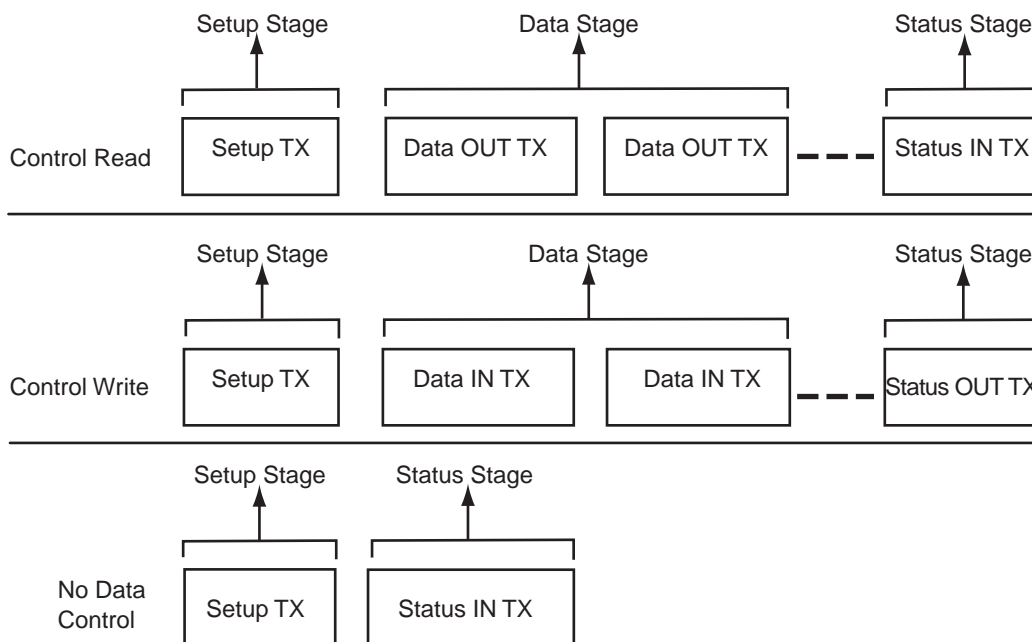 Setup Stage Data Stage Status Stage
Control Read Setup TX Data OUT TX Data OUT TX Status IN TX
Setup Stage Data Stage Status Stage
Control Write Setup TX Data IN TX Data IN TX Status OUT TX
Setup Stage Status Stage
No Data
Control Setup TX Status IN TX